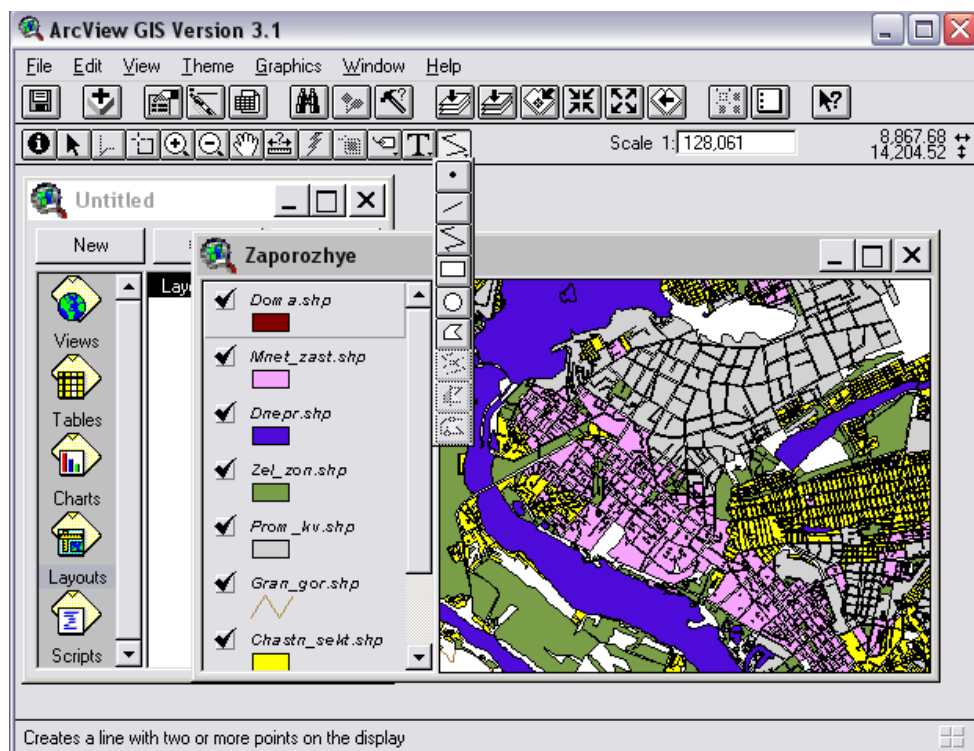 ArcView GIS Version 3.1
File Edit View Theme Graphics Window Help
Scale 1: 128,061
8,867.68
14,204.52
Untitled
New
Views
Tables
Charts
Layouts
Scripts
Zaporozhye
Dom a.shp
Mnet_zast.shp
Dnepr.shp
Zel_zon.shp
Prom_kv.shp
Gran_gor.shp
Chastn_sekt.shp
Creates a line with two or more points on the display